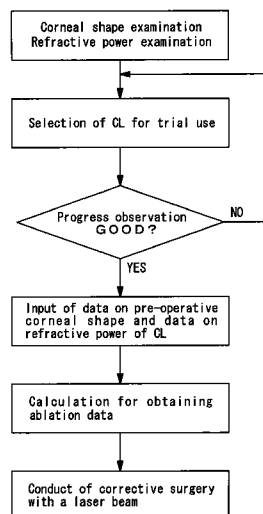 Corneal shape examination
Refractive power examination
Selection of CL for trial use
Progress observation
GOOD?
NO
YES
Input of data on pre-operative
corneal shape and data on
refractive power of CL
Calculation for obtaining
ablation data
Conduct of corrective surgery
with a laser beam